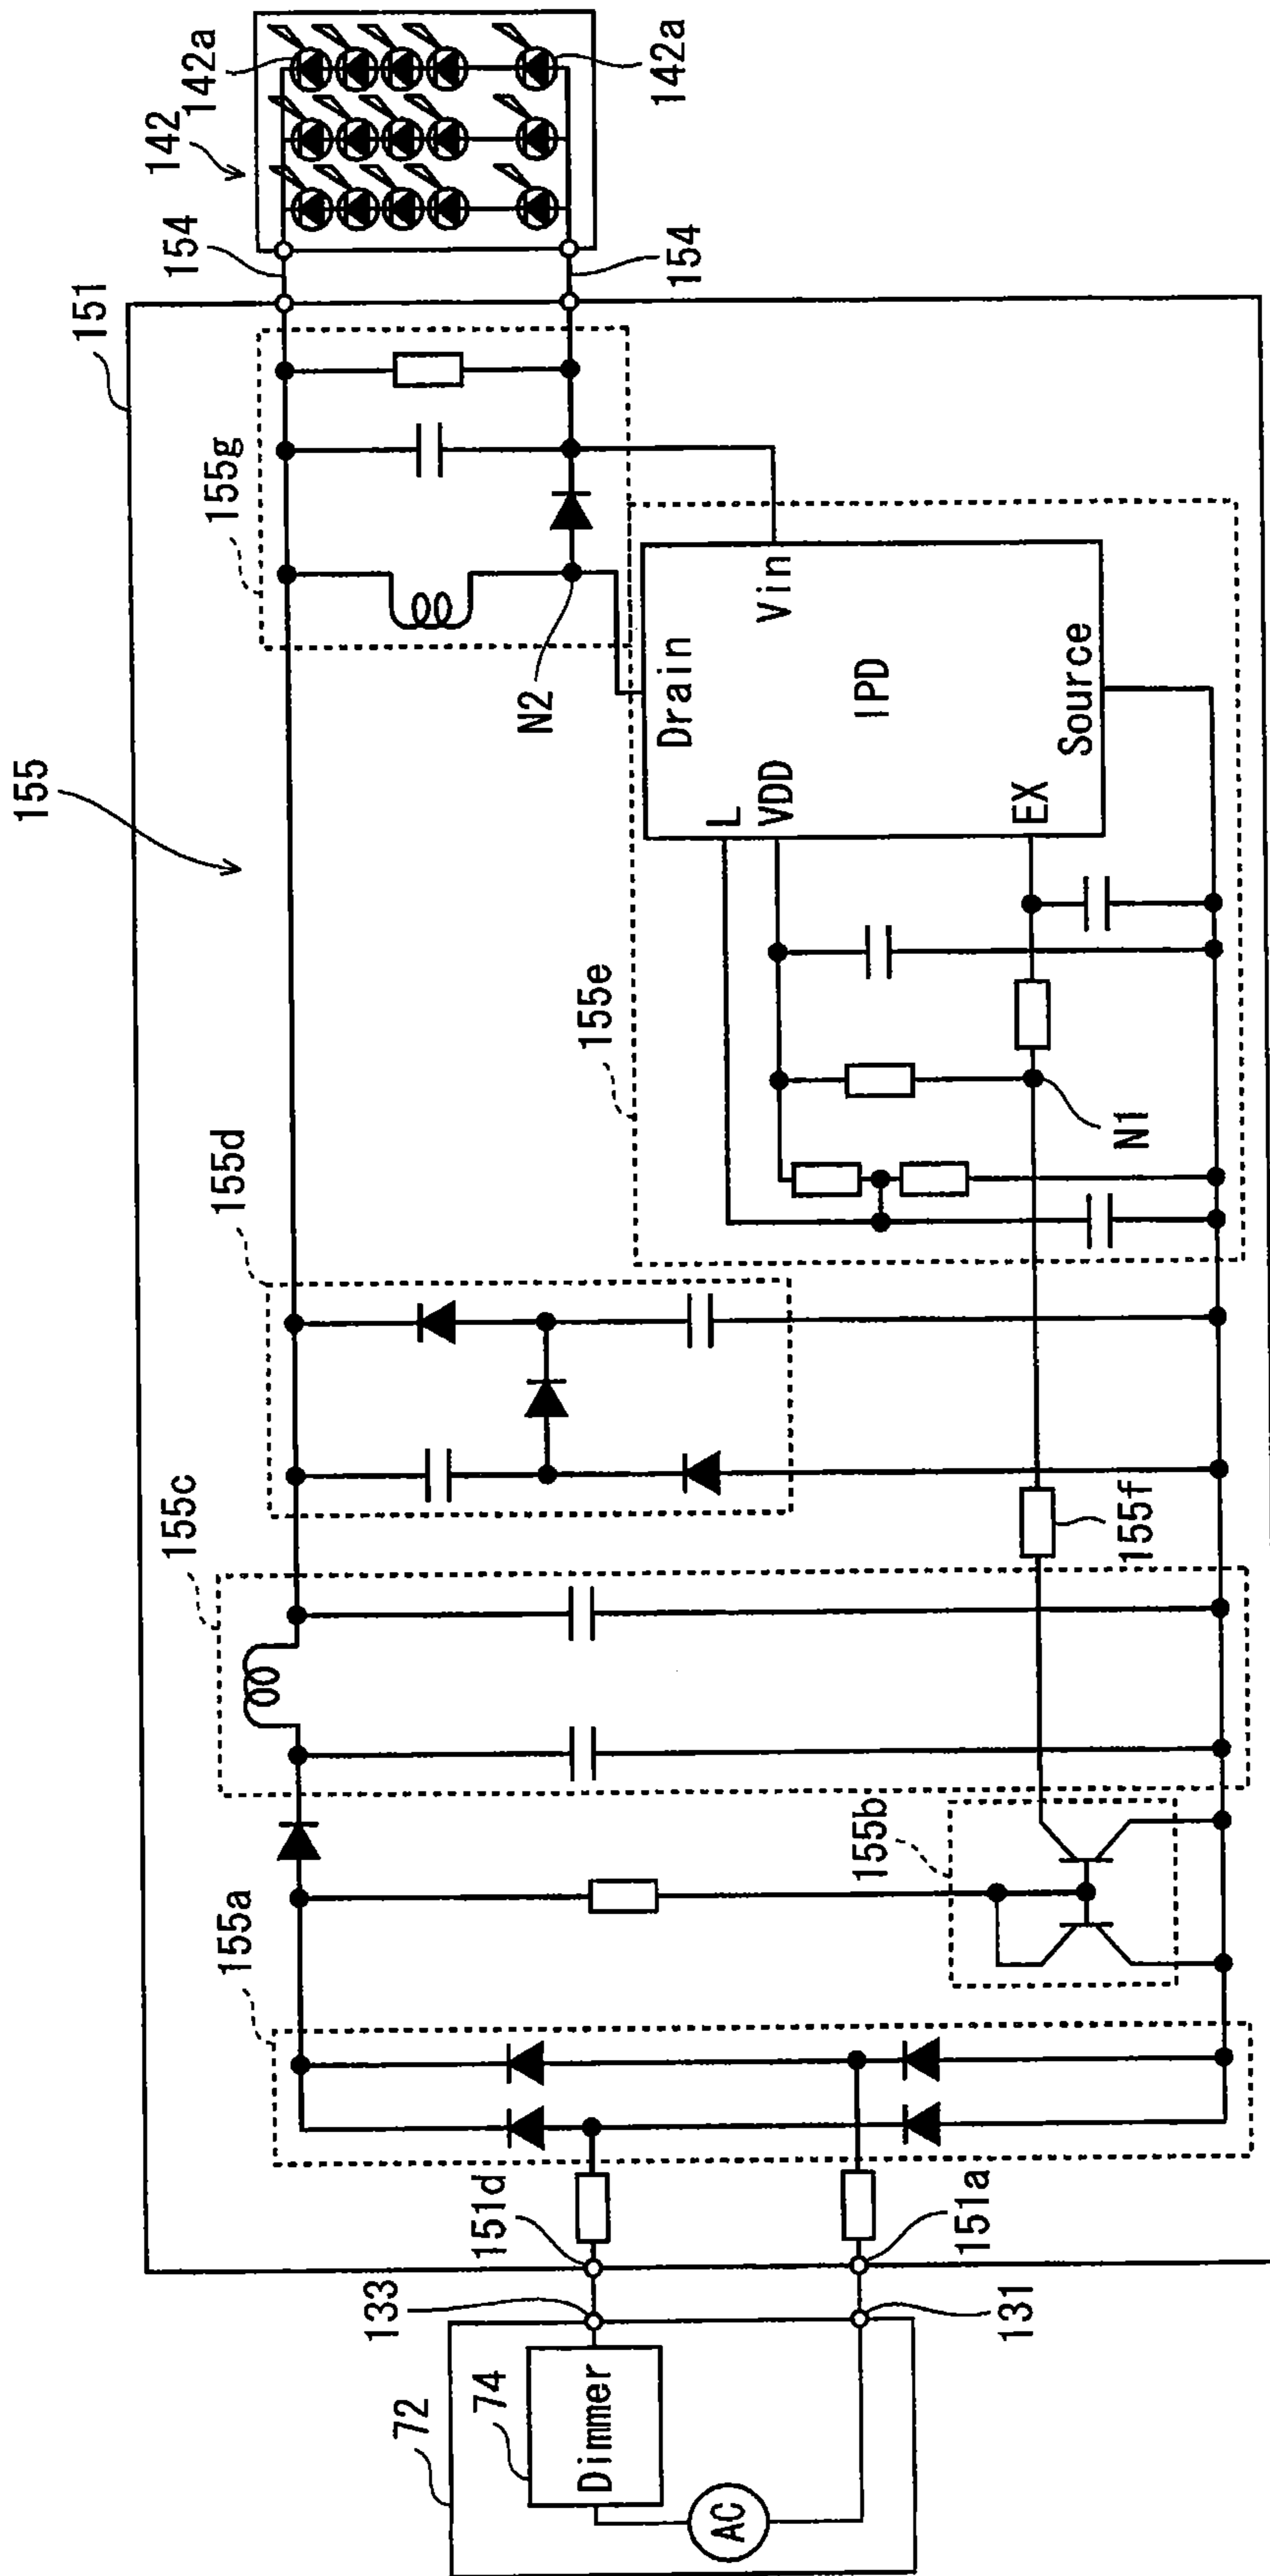 155
151
72
74
Dimmer
AC
133
131
151d
151a
155a
155b
155c
155f
155d
155e
N1
L
VDD
EX
Drain
IPD
Vin
Source
N2
155g
154
154
142
142a
142a